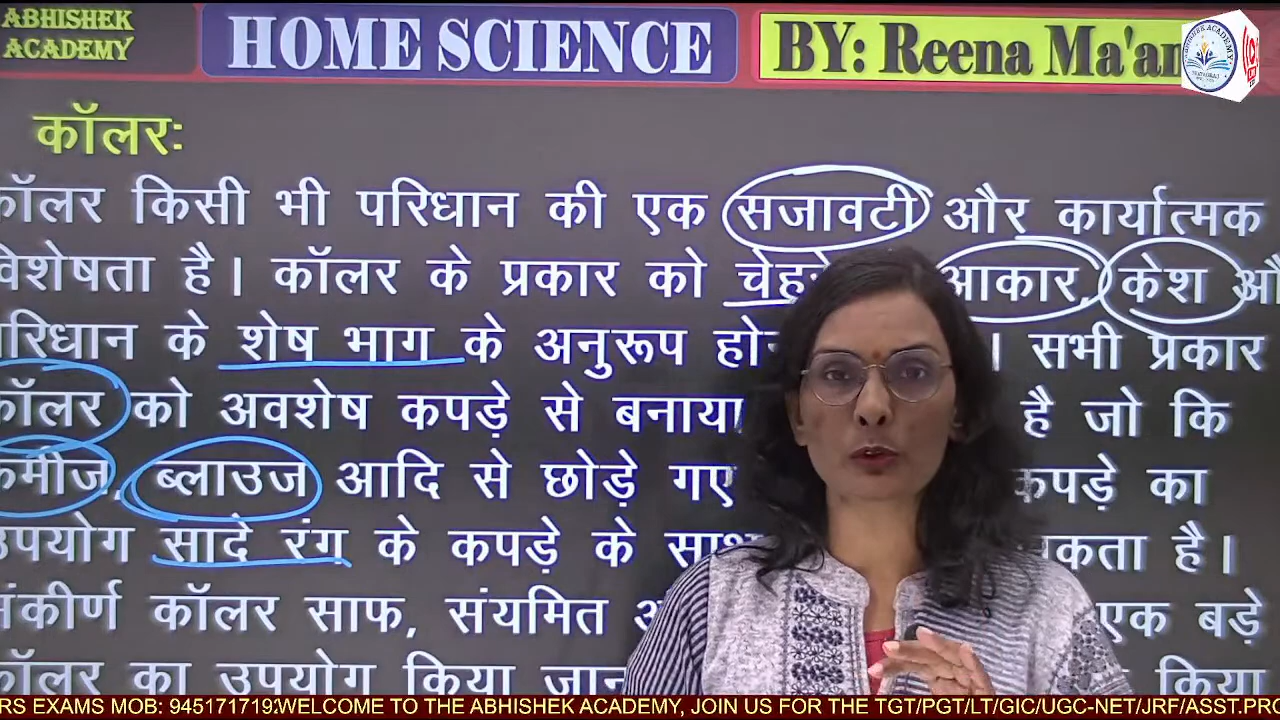 ABHISHEK
ACADEMY
HOME SCIENCE
BY: Reena Ma'am
कॉलरः
कॉलर किसी भी परिधान की एक सजावटी और कार्यात्मक
विशेषता है। कॉलर के प्रकार को आकार, केश
परिधान के शेष भाग के अनुरूप सभी प्रकार
कॉलर को अवशेष कपड़े से बनाया है जो कि
कमीज, ब्लाउज आदि से छोड़े गए कपड़े का
उपयोग सादे रंग के कपड़े के साथ सकता है।
संकीर्ण कॉलर साफ, संयमित एक बड़े
कॉलर का उपयोग किया किया
RS EXAMS MOB: 945171719 WELCOME TO THE ABHISHEK ACADEMY, JOIN US FOR THE TGT/PGT/LT/GIC/UGC-NET/JRF/ASST.PRO